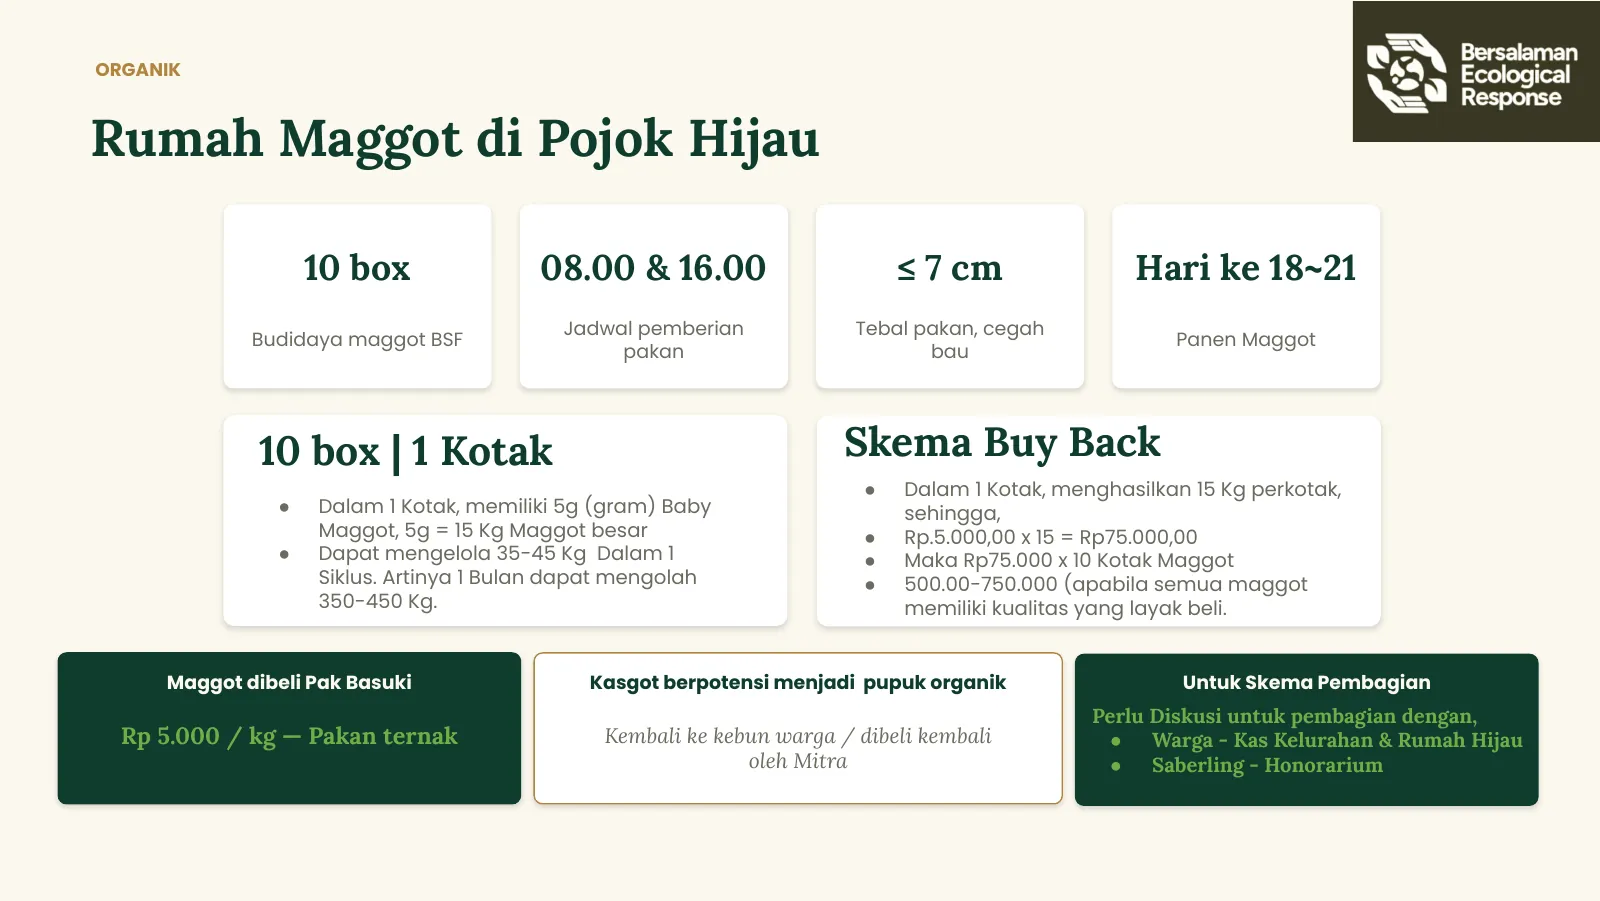 ORGANIK
Bersalaman
Ecological
Response
Rumah Maggot di Pojok Hijau
10 box
Budidaya maggot BSF
08.00 & 16.00
Jadwal pemberian
pakan
≤ 7 cm
Tebal pakan, cegah
bau
Hari ke 18~21
Panen Maggot
10 box | 1 Kotak
● Dalam 1 Kotak, memiliki 5g (gram) Baby
Maggot, 5g = 15 Kg Maggot besar
● Dapat mengelola 35-45 Kg  Dalam 1
Siklus. Artinya 1 Bulan dapat mengolah
350-450 Kg.
Skema Buy Back
● Dalam 1 Kotak, menghasilkan 15 Kg perkotak,
sehingga,
● Rp.5.000,00 x 15 = Rp75.000,00
● Maka Rp75.000 x 10 Kotak Maggot
● 500.00-750.000 (apabila semua maggot
memiliki kualitas yang layak beli.
Maggot dibeli Pak Basuki
Rp 5.000 / kg — Pakan ternak
Kasgot berpotensi menjadi  pupuk organik
Kembali ke kebun warga / dibeli kembali
oleh Mitra
Untuk Skema Pembagian
Perlu Diskusi untuk pembagian dengan,
● Warga - Kas Kelurahan & Rumah Hijau
● Saberling - Honorarium